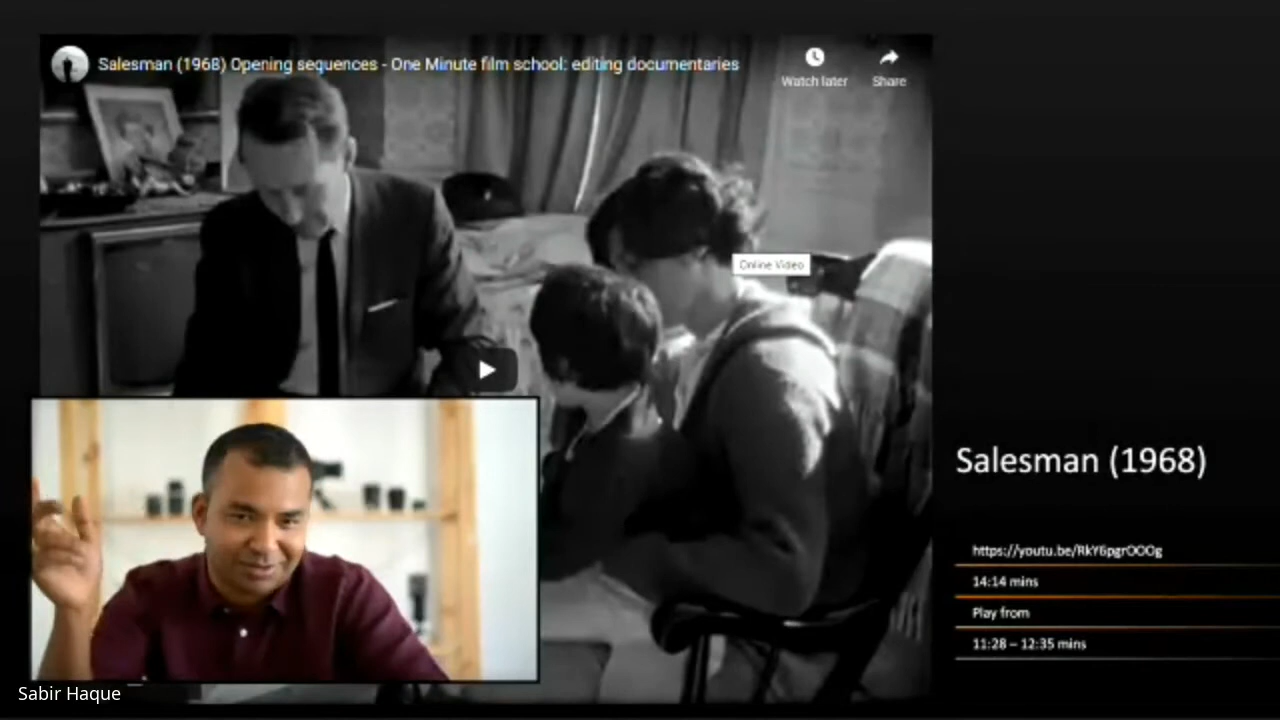 Salesman (1968) Opening sequences - One Minute film school: editing documentaries
Watch later
Share
Online Video
Salesman (1968)
https://youtu.be/RkY6pgrOOOg
14:14 mins
Play from
11:28 – 12:35 mins
Sabir Haque